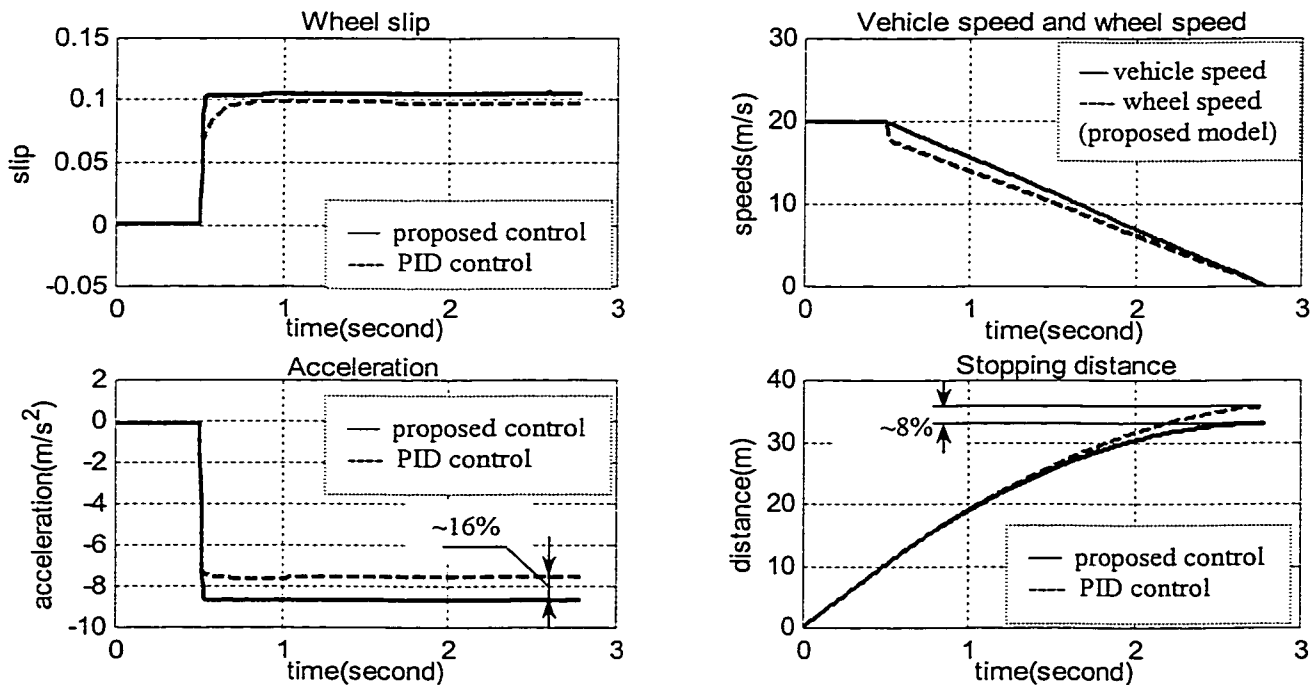 Wheel slip
0.15
0.1
0.05
0
-0.05
slip
proposed control
PID control
0 1 2 3
time(second)
Vehicle speed and wheel speed
30
20
10
0
speeds(m/s)
vehicle speed
wheel speed
(proposed model)
0 1 2 3
time(second)
Acceleration
2
0
-2
-4
-6
-8
-10
acceleration(m/s²)
proposed control
PID control
~16%
0 1 2 3
time(second)
Stopping distance
40
30
20
10
0
distance(m)
~8%
proposed control
PID control
0 1 2 3
time(second)